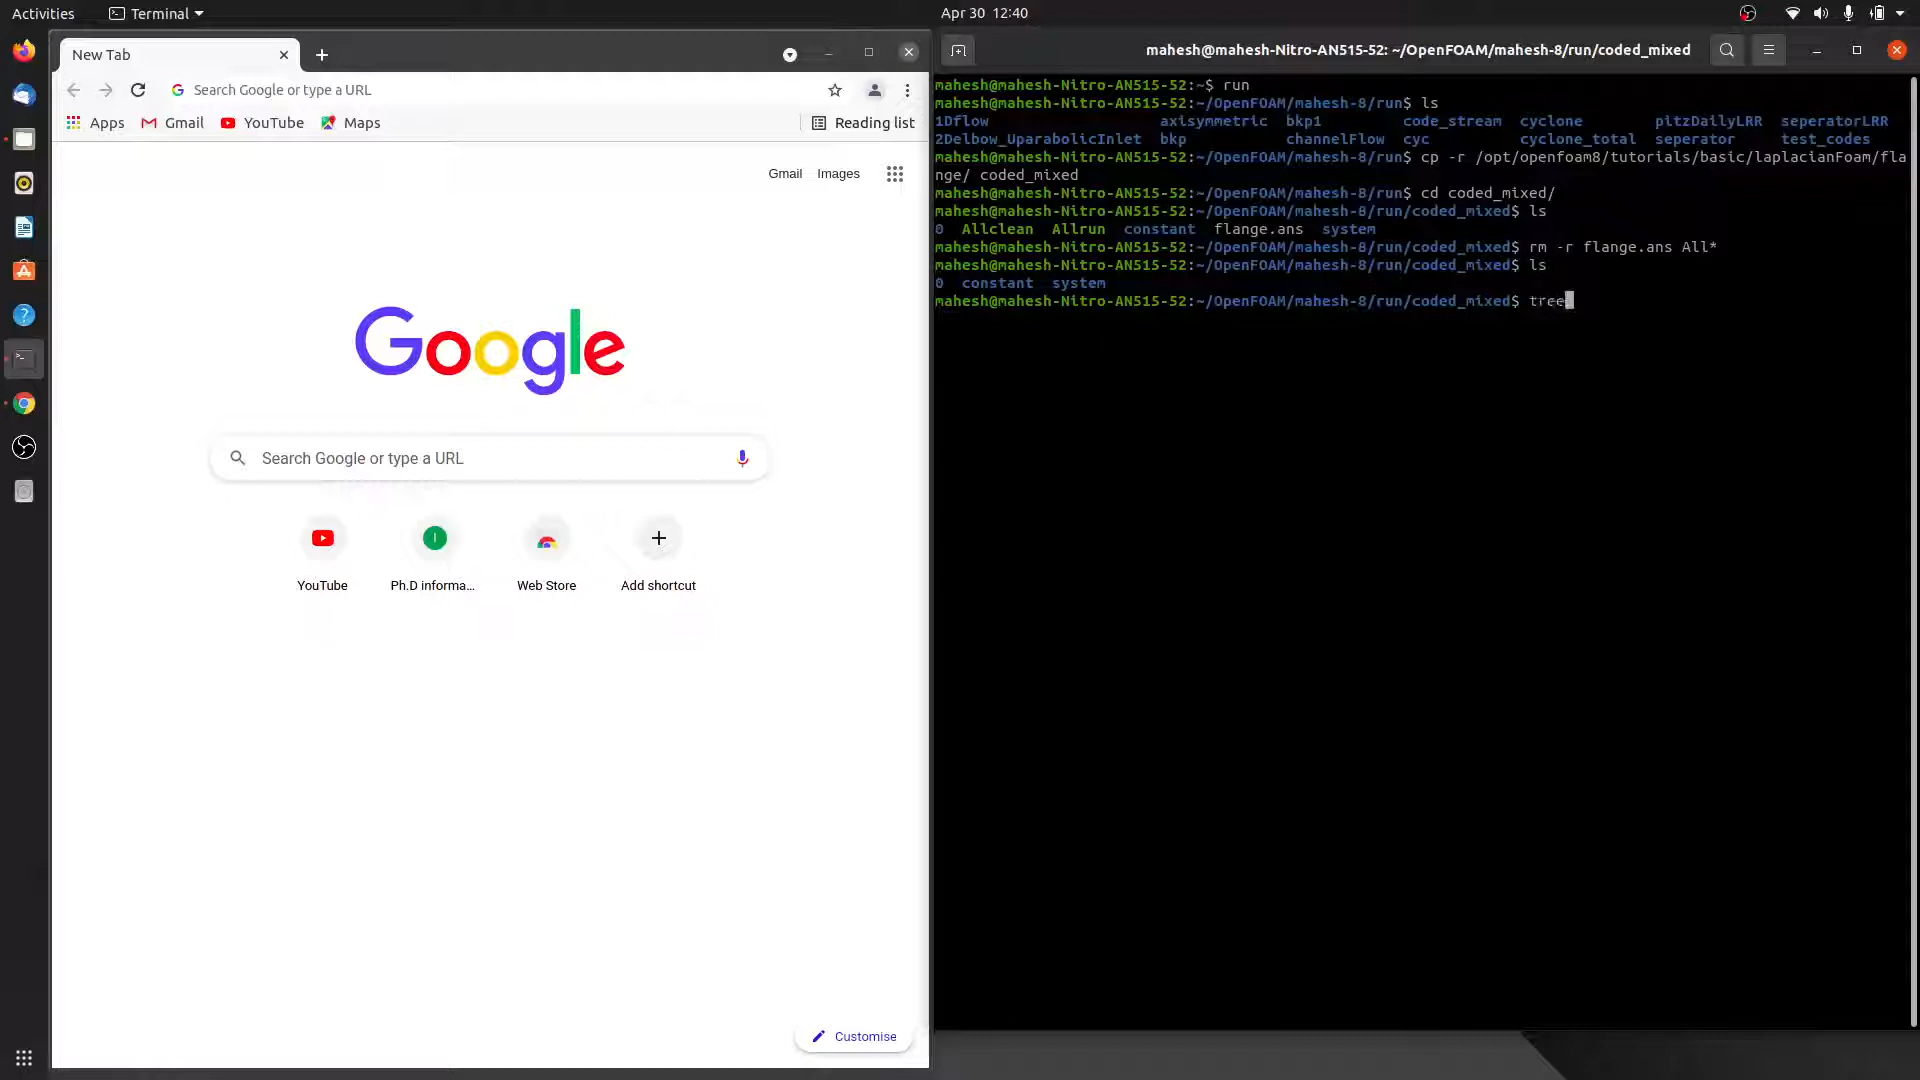 Activities
Terminal
Apr 30 12:40
New Tab
Search Google or type a URL
Apps
Gmail
YouTube
Maps
Reading list
Gmail
Images
Google
Search Google or type a URL
YouTube
Ph.D informa...
Web Store
Add shortcut
Customise
mahesh@mahesh-Nitro-AN515-52: ~/OpenFOAM/mahesh-8/run/coded_mixed
mahesh@mahesh-Nitro-AN515-52:~$ run
mahesh@mahesh-Nitro-AN515-52:~/OpenFOAM/mahesh-8/run$ ls
1Dflow axisymmetric bkp1 code_stream cyclone pitzDailyLRR seperatorLRR
2Delbow_UparabolicInlet bkp channelFlow cyc cyclone_total seperator test_codes
mahesh@mahesh-Nitro-AN515-52:~/OpenFOAM/mahesh-8/run$ cp -r /opt/openfoam8/tutorials/basic/laplacianFoam/fla
nge/ coded_mixed
mahesh@mahesh-Nitro-AN515-52:~/OpenFOAM/mahesh-8/run$ cd coded_mixed/
mahesh@mahesh-Nitro-AN515-52:~/OpenFOAM/mahesh-8/run/coded_mixed$ ls
0 Allclean Allrun constant flange.ans system
mahesh@mahesh-Nitro-AN515-52:~/OpenFOAM/mahesh-8/run/coded_mixed$ rm -r flange.ans All*
mahesh@mahesh-Nitro-AN515-52:~/OpenFOAM/mahesh-8/run/coded_mixed$ ls
0 constant system
mahesh@mahesh-Nitro-AN515-52:~/OpenFOAM/mahesh-8/run/coded_mixed$ tree